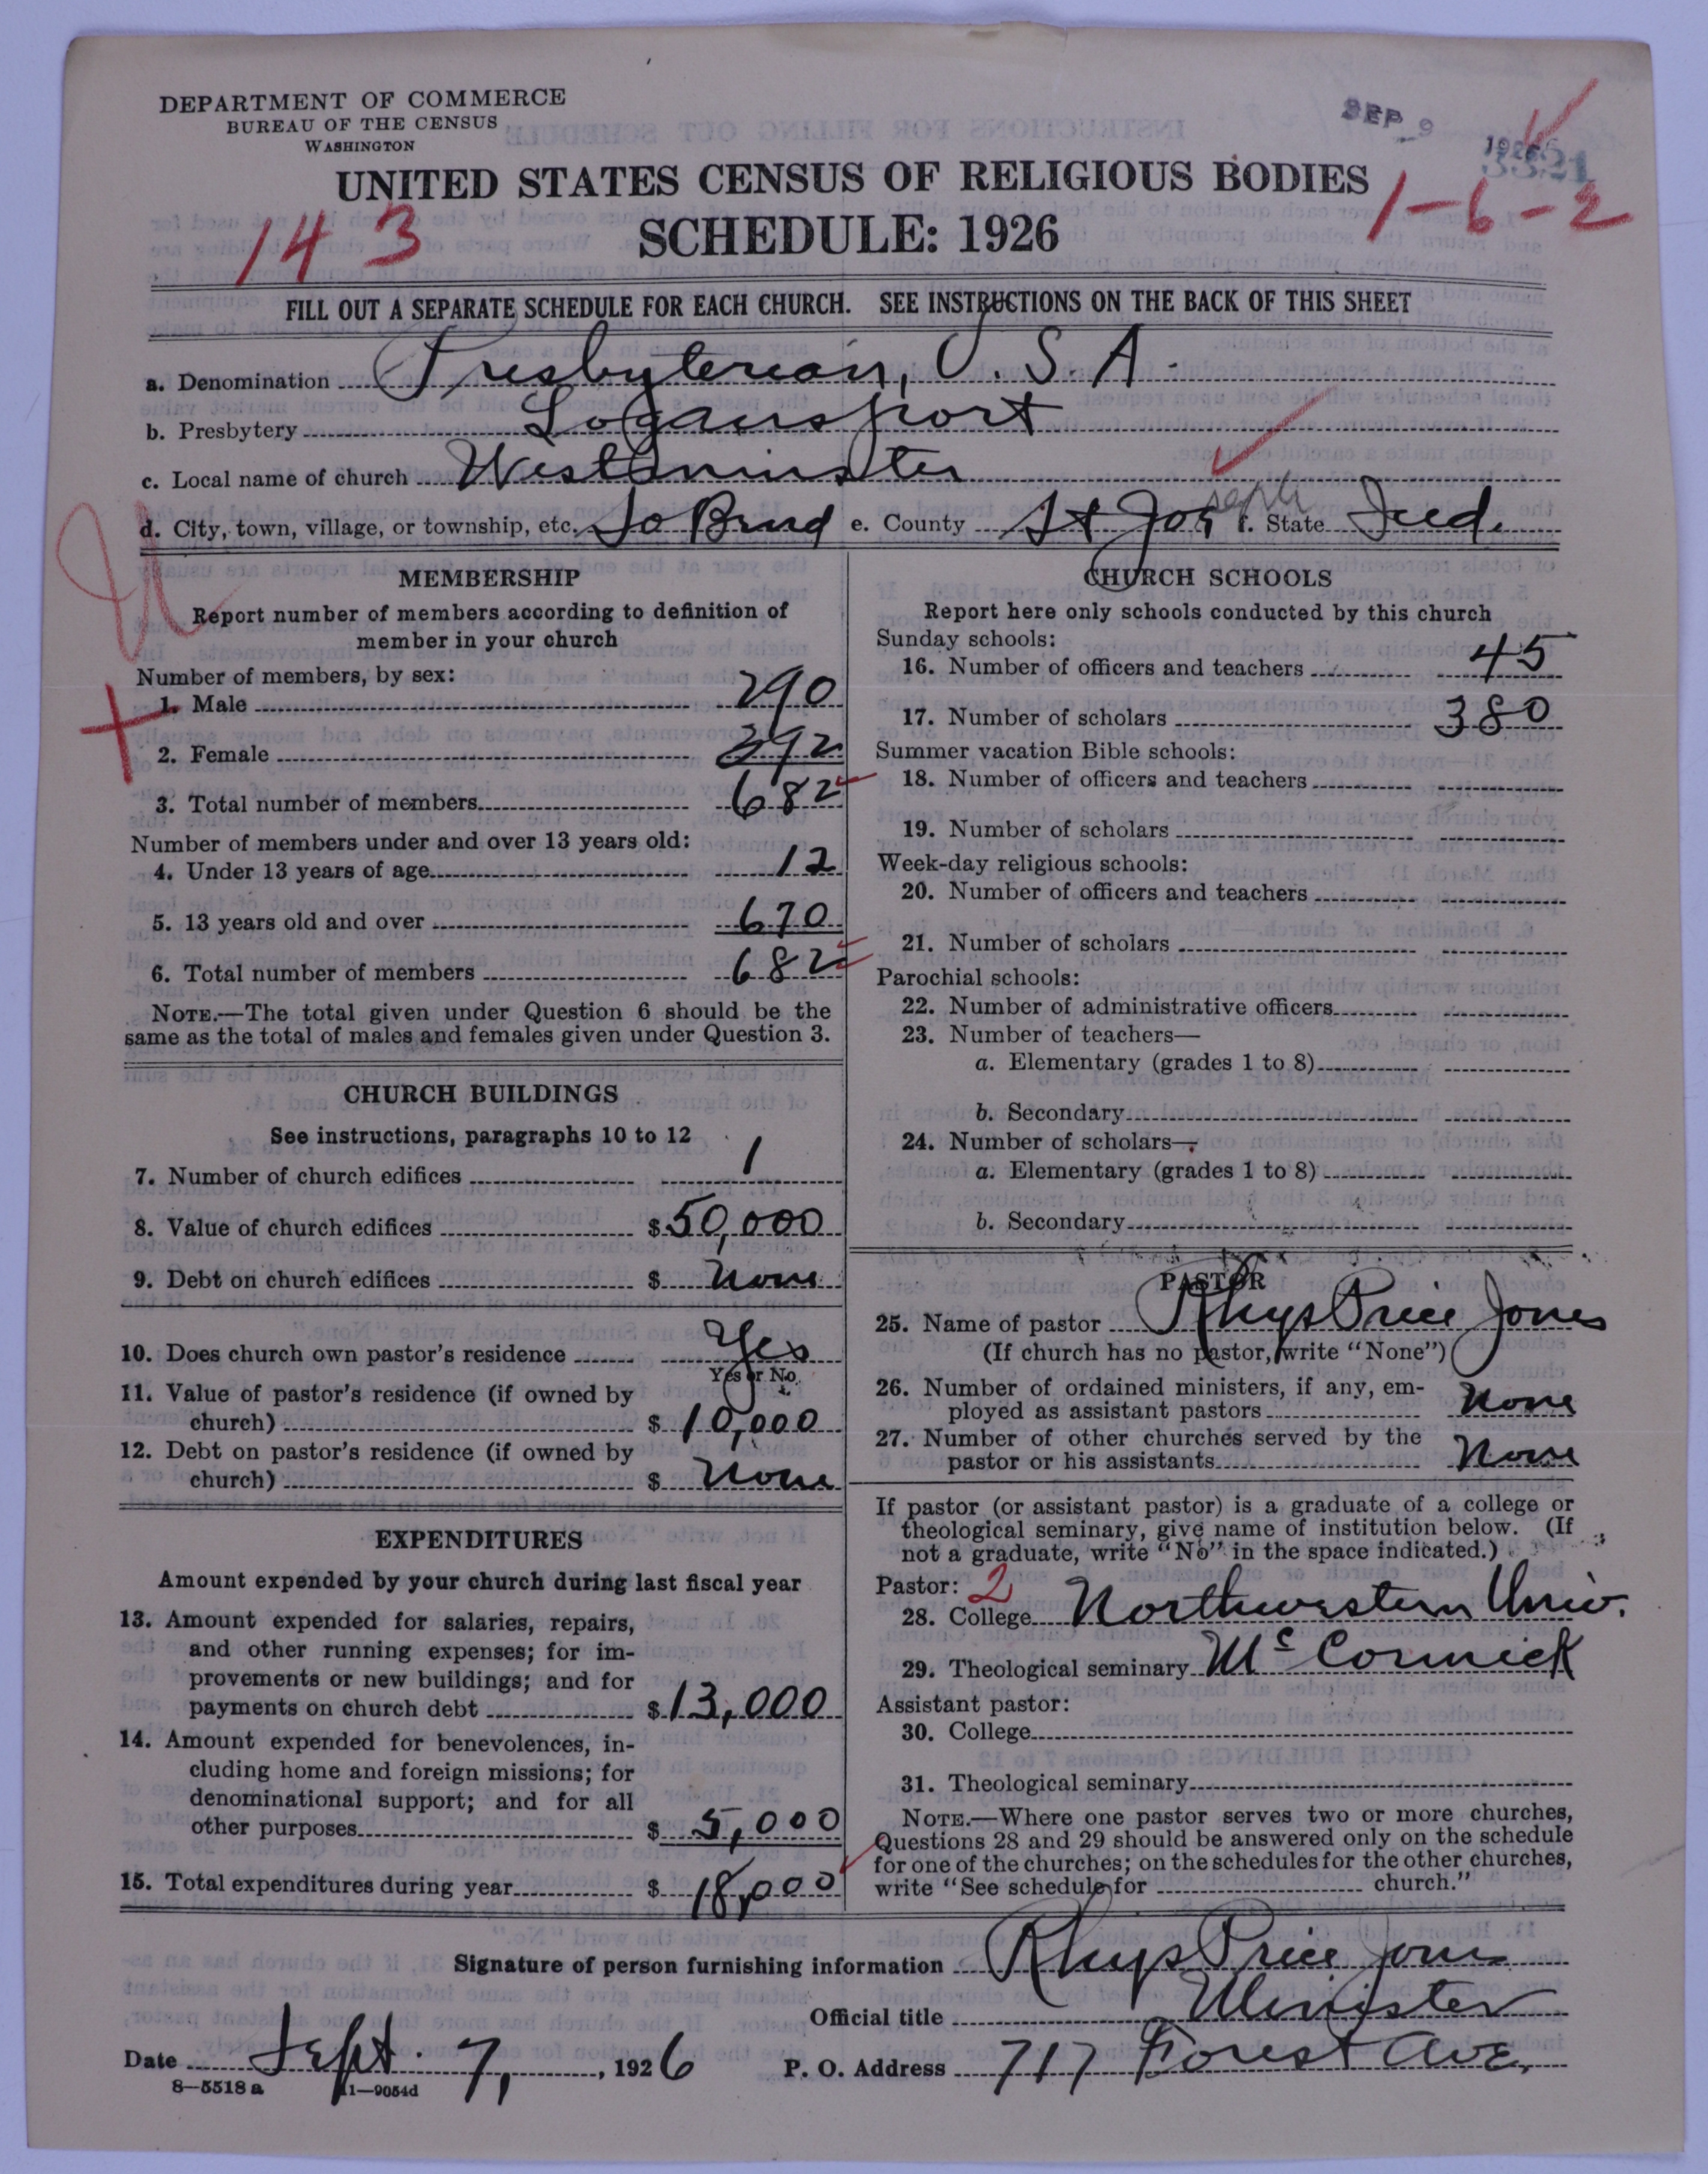 DEPARTMENT OF COMMERCE
BUREAU OF THE CENSUS
WASHINGTON
SEP 9 1926
3321
UNITED STATES CENSUS OF RELIGIOUS BODIES
143
SCHEDULE: 1926
1-6-2
FILL OUT A SEPARATE SCHEDULE FOR EACH CHURCH. SEE INSTRUCTIONS ON THE BACK OF THIS SHEET
a. Denomination Presbyterian, U. S. A.
b. Presbytery Logansport
c. Local name of church Westminster
d. City, town, village, or township, etc. So Bend e. County St Joseph f. State Ind.
MEMBERSHIP
Report number of members according to definition of
member in your church
Number of members, by sex:
1. Male 290
2. Female 392
3. Total number of members 682
Number of members under and over 13 years old:
4. Under 13 years of age 12
5. 13 years old and over 670
6. Total number of members 682
NOTE.—The total given under Question 6 should be the
same as the total of males and females given under Question 3.
CHURCH BUILDINGS
See instructions, paragraphs 10 to 12
7. Number of church edifices 1
8. Value of church edifices $ 50,000
9. Debt on church edifices $ None
10. Does church own pastor's residence Yes
Yes or No
11. Value of pastor's residence (if owned by
church) $ 10,000
12. Debt on pastor's residence (if owned by
church) $ None
EXPENDITURES
Amount expended by your church during last fiscal year
13. Amount expended for salaries, repairs,
and other running expenses; for im-
provements or new buildings; and for
payments on church debt $ 13,000
14. Amount expended for benevolences, in-
cluding home and foreign missions; for
denominational support; and for all
other purposes $ 5,000
15. Total expenditures during year $ 18,000
CHURCH SCHOOLS
Report here only schools conducted by this church
Sunday schools:
16. Number of officers and teachers 45
17. Number of scholars 380
Summer vacation Bible schools:
18. Number of officers and teachers
19. Number of scholars
Week-day religious schools:
20. Number of officers and teachers
21. Number of scholars
Parochial schools:
22. Number of administrative officers
23. Number of teachers—
a. Elementary (grades 1 to 8)
b. Secondary
24. Number of scholars—
a. Elementary (grades 1 to 8)
b. Secondary
PASTOR
25. Name of pastor Rhys Price Jones
(If church has no pastor, write "None")
26. Number of ordained ministers, if any, em-
ployed as assistant pastors None
27. Number of other churches served by the
pastor or his assistants None
If pastor (or assistant pastor) is a graduate of a college or
theological seminary, give name of institution below. (If
not a graduate, write "No" in the space indicated.)
Pastor: 2
28. College Northwestern Univ.
29. Theological seminary McCormick
Assistant pastor:
30. College
31. Theological seminary
NOTE.—Where one pastor serves two or more churches,
Questions 28 and 29 should be answered only on the schedule
for one of the churches; on the schedules for the other churches,
write "See schedule for church."
Signature of person furnishing information Rhys Price Jones
Official title Minister
Date Sept. 7, 1926 P. O. Address 717 Forest Ave.
8—5518a 11—9054d